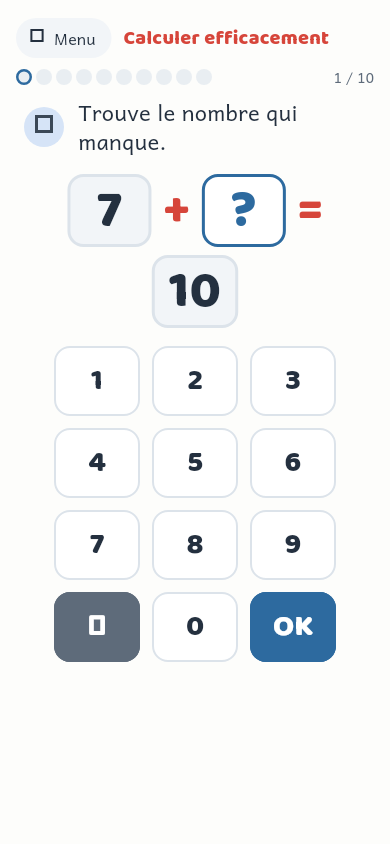 Menu
Calculer efficacement
1 / 10
Trouve le nombre qui
manque.
7 + ? =
10
1 2 3
4 5 6
7 8 9
0 OK